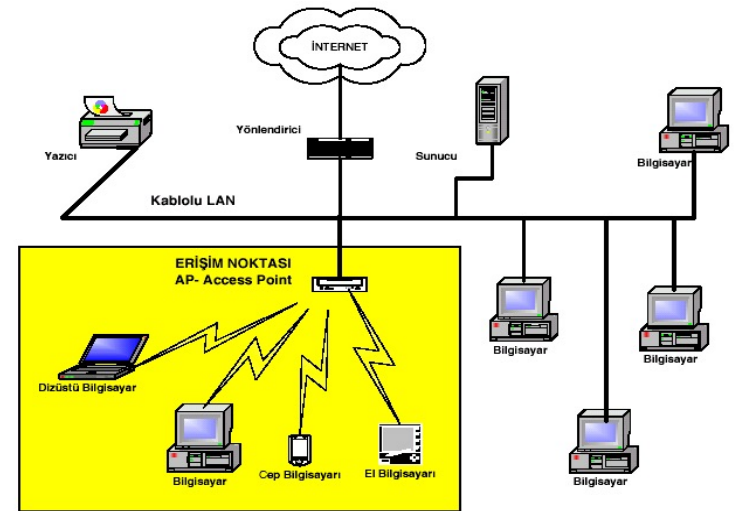 İNTERNET
Yönlendirici
Yazıcı
Sunucu
Bilgisayar
Kablolu LAN
ERİŞİM NOKTASI
AP- Access Point
Bilgisayar
Bilgisayar
Dizüstü Bilgisayar
Bilgisayar
Cep Bilgisayarı
El Bilgisayarı
Bilgisayar